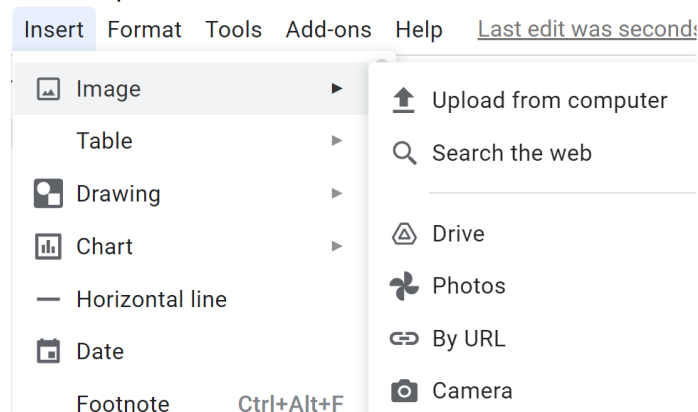 Insert Format Tools Add-ons Help Last edit was seconds
Image
Table
Drawing
Chart
Horizontal line
Date
Footnote Ctrl+Alt+F
Upload from computer
Search the web
Drive
Photos
By URL
Camera